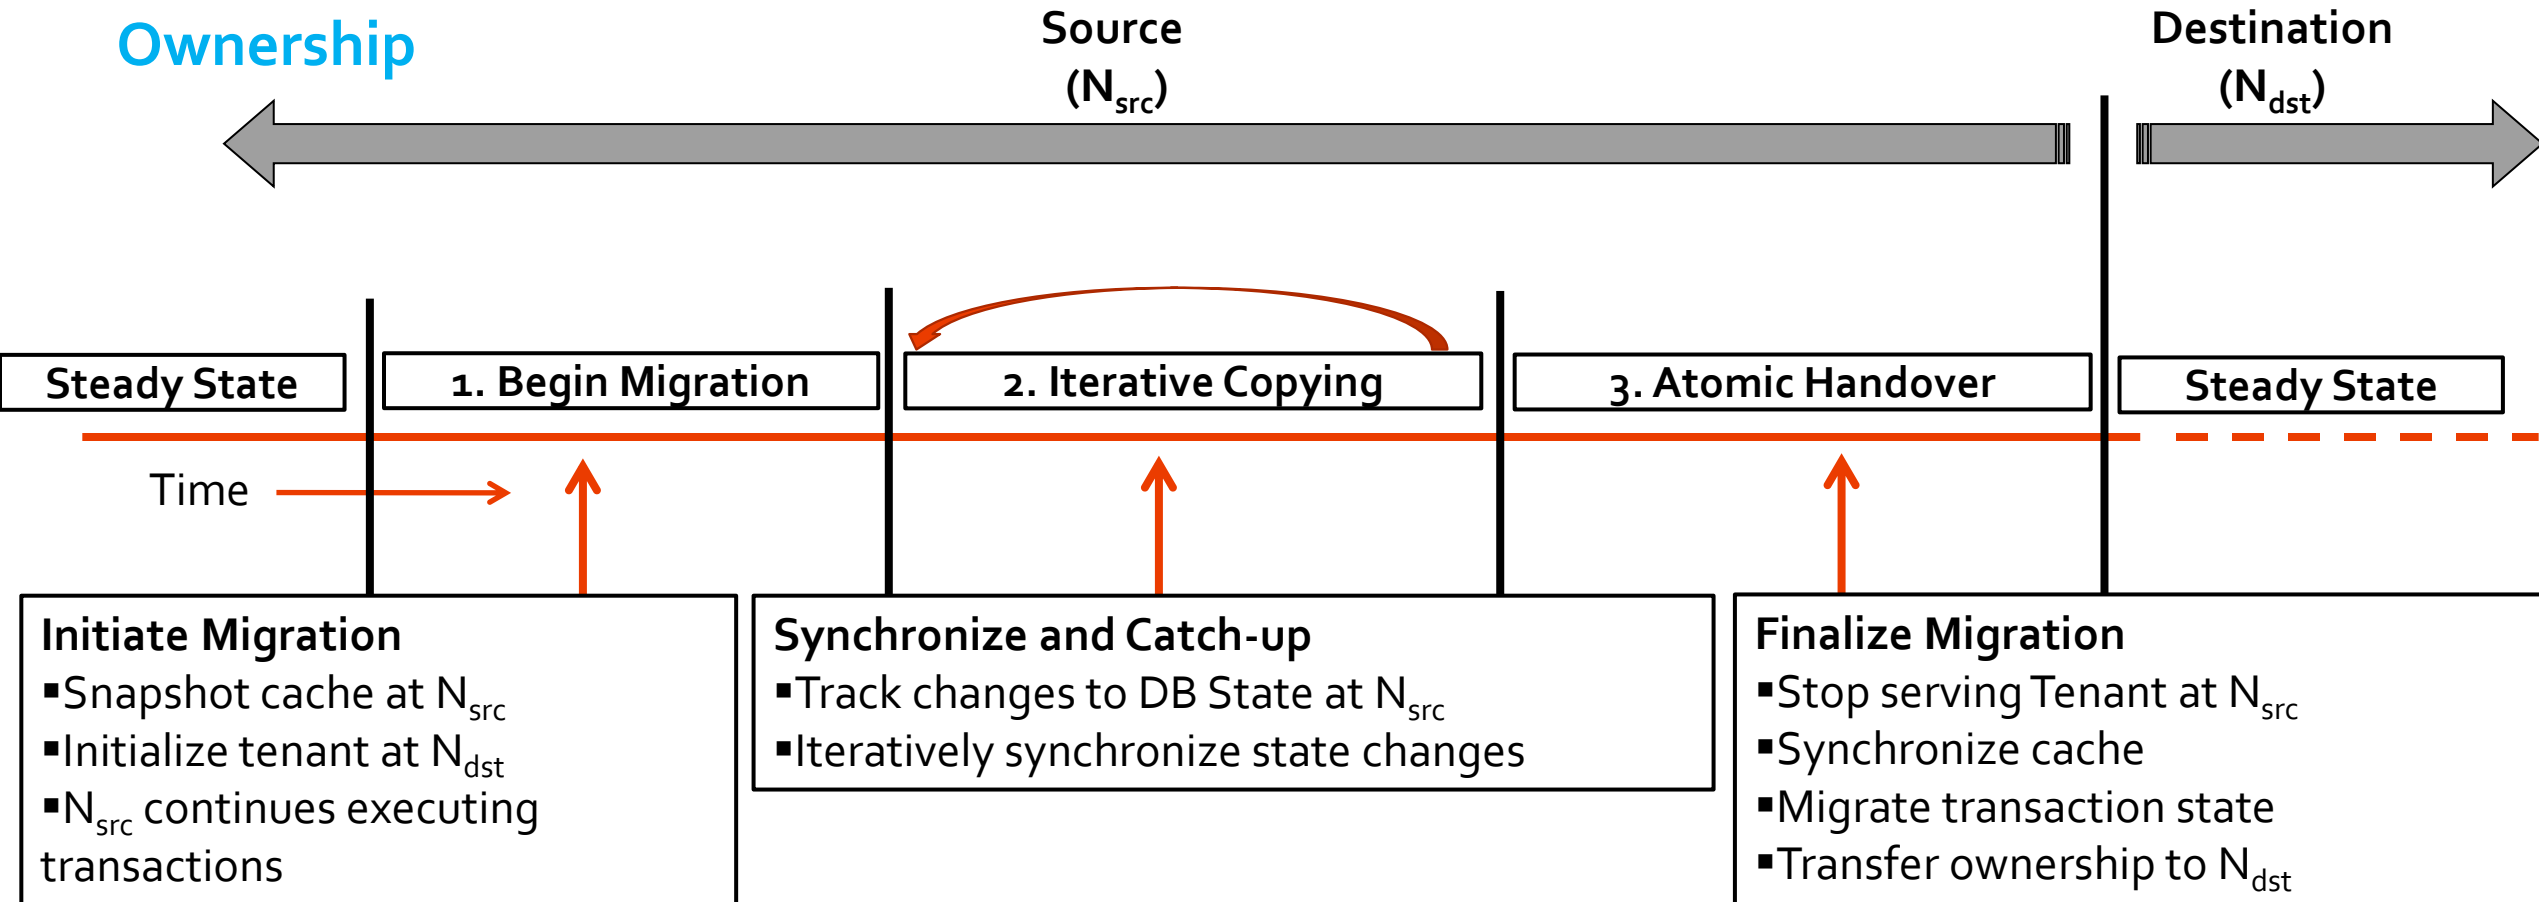 Ownership
Source
(Nsrc)
Destination
(Ndst)
Steady State
1. Begin Migration
2. Iterative Copying
3. Atomic Handover
Steady State
Time
Initiate Migration
▪Snapshot cache at Nsrc
▪Initialize tenant at Ndst
▪Nsrc continues executing
transactions
Synchronize and Catch-up
▪Track changes to DB State at Nsrc
▪Iteratively synchronize state changes
Finalize Migration
▪Stop serving Tenant at Nsrc
▪Synchronize cache
▪Migrate transaction state
▪Transfer ownership to Ndst